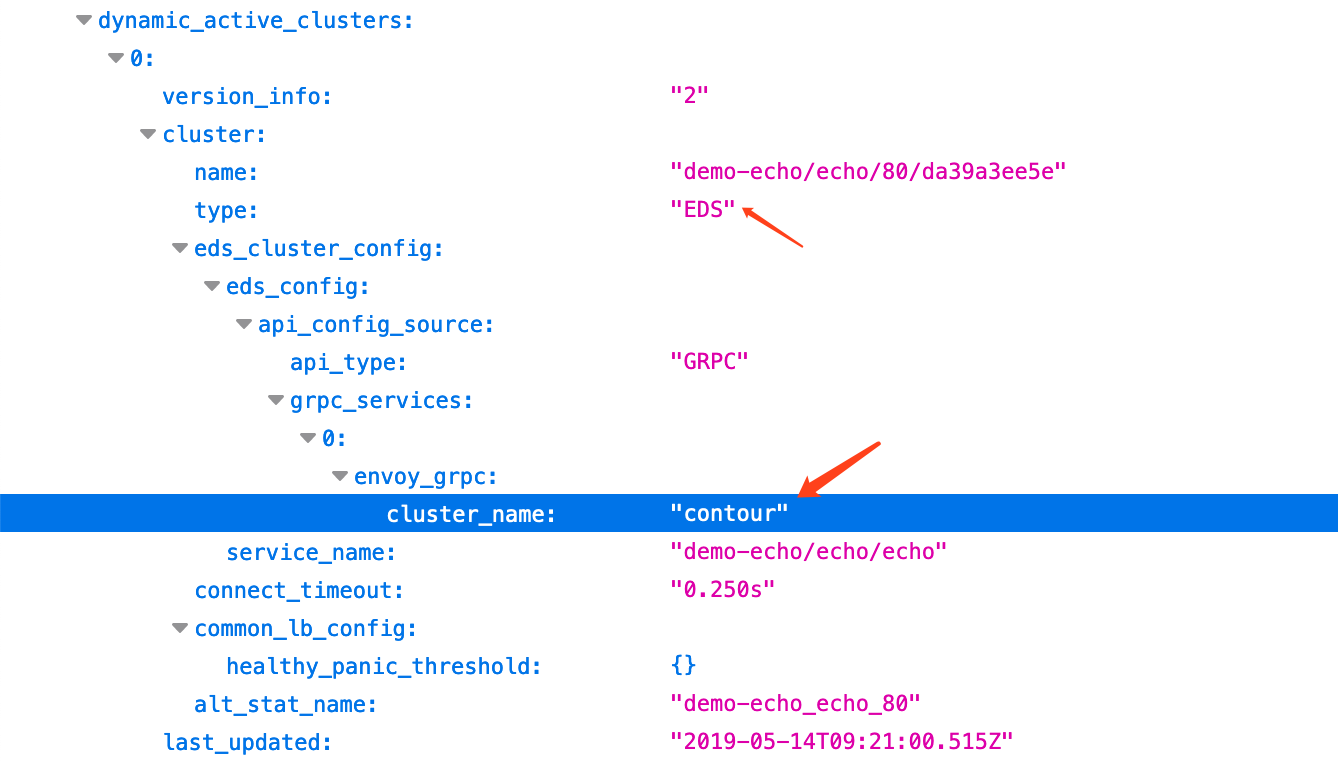 dynamic_active_clusters:
0:
version_info: "2"
cluster:
name: "demo-echo/echo/80/da39a3ee5e"
type: "EDS"
eds_cluster_config:
eds_config:
api_config_source:
api_type: "GRPC"
grpc_services:
0:
envoy_grpc:
cluster_name: "contour"
service_name: "demo-echo/echo/echo"
connect_timeout: "0.250s"
common_lb_config:
healthy_panic_threshold: {}
alt_stat_name: "demo-echo_echo_80"
last_updated: "2019-05-14T09:21:00.515Z"